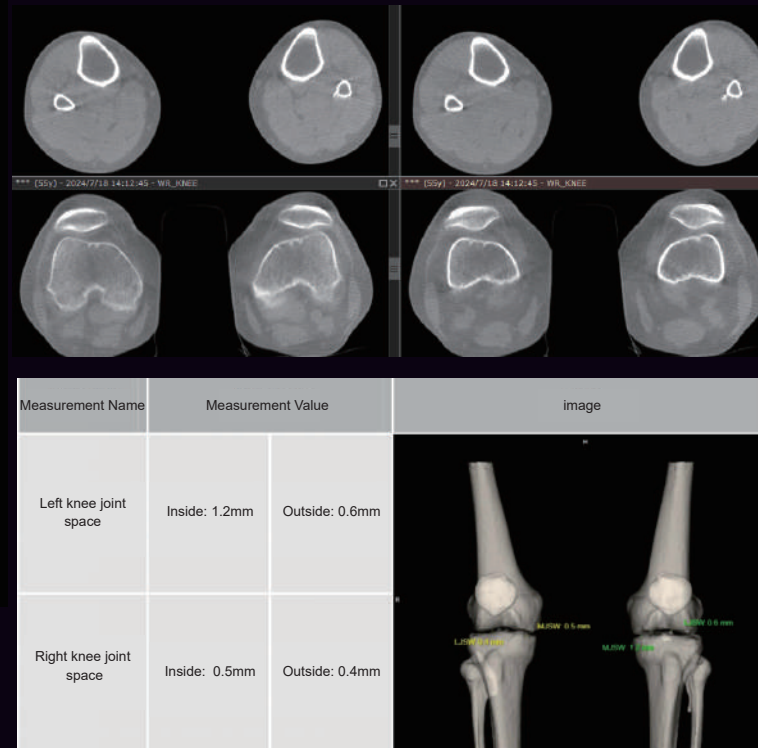 *** (55y) - 2024/7/18 14:12:45 - WR_KNEE
*** (55y) - 2024/7/18 14:12:45 - WR_KNEE
Measurement Name
Measurement Value
image
H
Left knee joint
space
Inside: 1.2mm
Outside: 0.6mm
R
MJSW 0.5 mm
0.6 mm
MJSW
Right knee joint
space
Inside: 0.5mm
Outside: 0.4mm